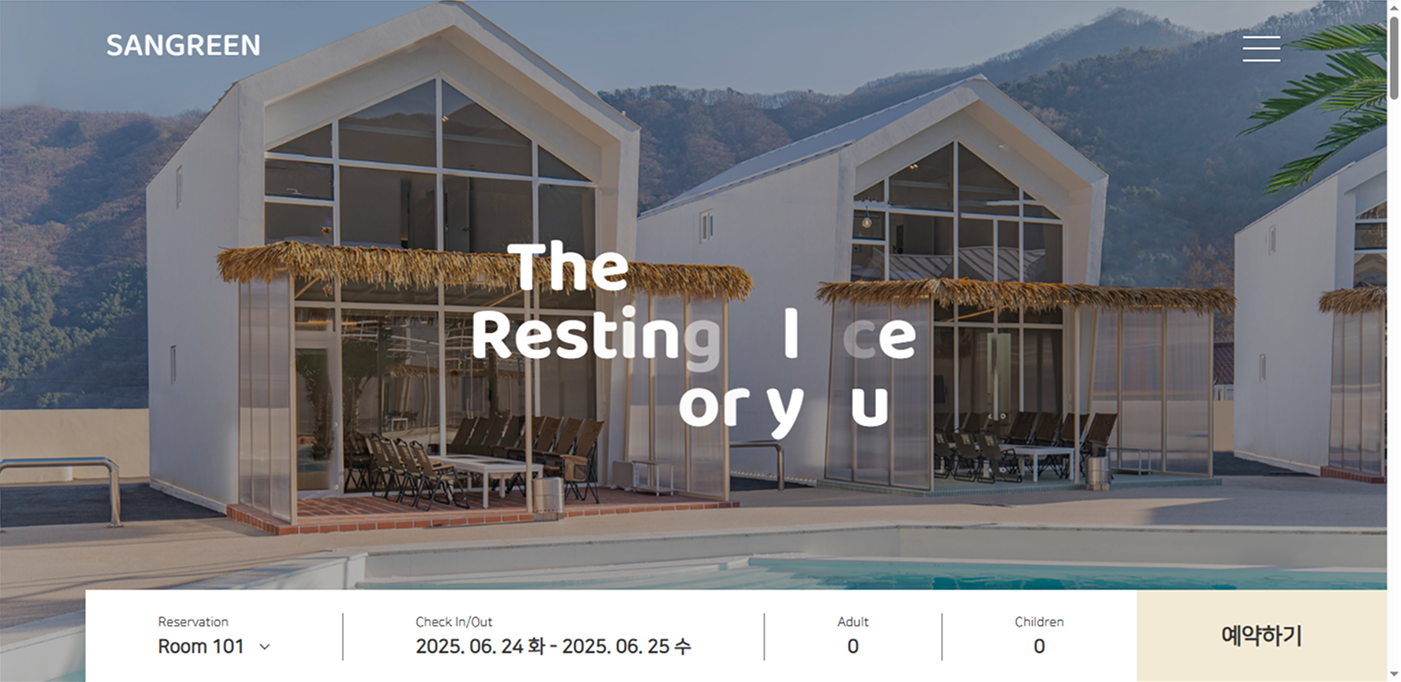 SANGREEN
The
Resting l ce
or y u
Reservation
Room 101
Check In/Out
2025. 06. 24 화 - 2025. 06. 25 수
Adult
0
Children
0
예약하기